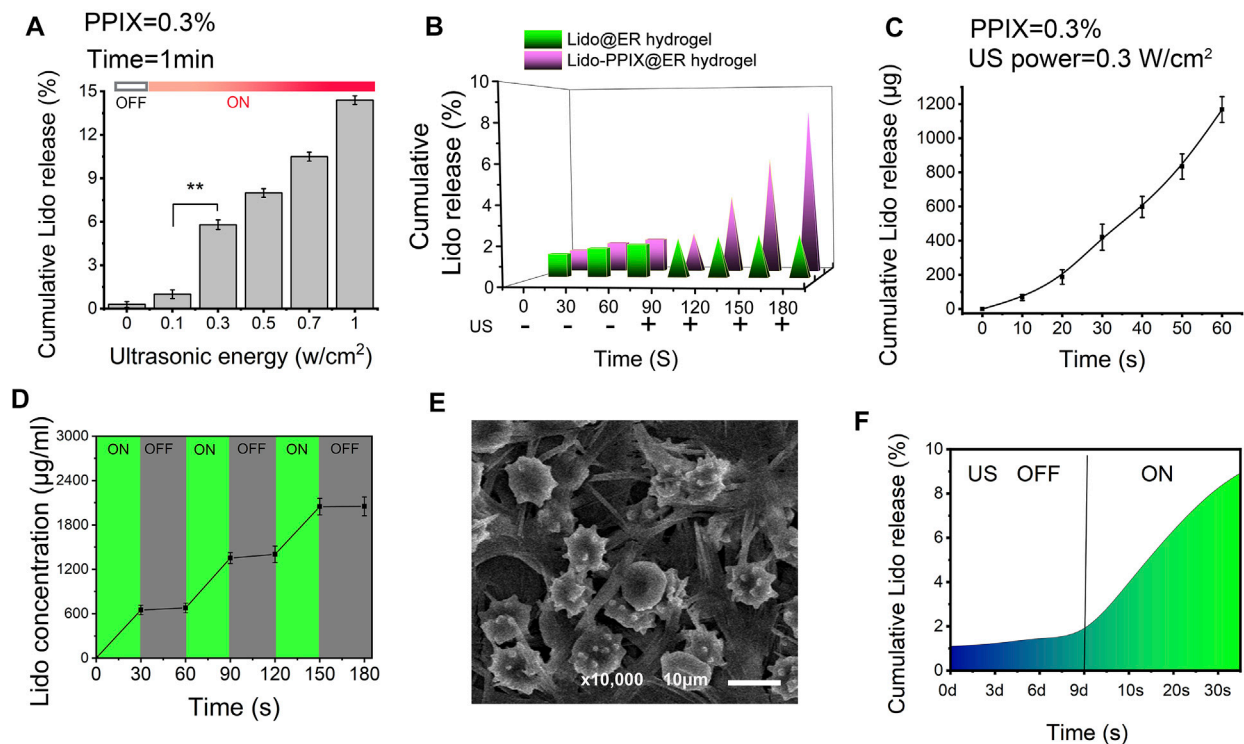 A
PPIX=0.3%
Time=1min
OFF
ON
**
15
12
9
6
3
0
Cumulative Lido release (%)
0 0.1 0.3 0.5 0.7 1
Ultrasonic energy (w/cm²)
B
Lido@ER hydrogel
Lido-PPIX@ER hydrogel
10
8
6
4
2
0
Cumulative
Lido release (%)
0 30 60 90 120 150 180
US - - - + + + +
Time (S)
C
PPIX=0.3%
US power=0.3 W/cm²
1200
1000
800
600
400
200
0
Cumulative Lido release (µg)
0 10 20 30 40 50 60
Time (s)
D
ON OFF ON OFF ON OFF
3000
2400
1800
1200
600
0
Lido concentration (µg/ml)
0 30 60 90 120 150 180
Time (s)
E
x10,000 10µm
F
US OFF ON
10
8
6
4
2
0
Cumulative Lido release (%)
0d 3d 6d 9d 10s 20s 30s
Time (s)